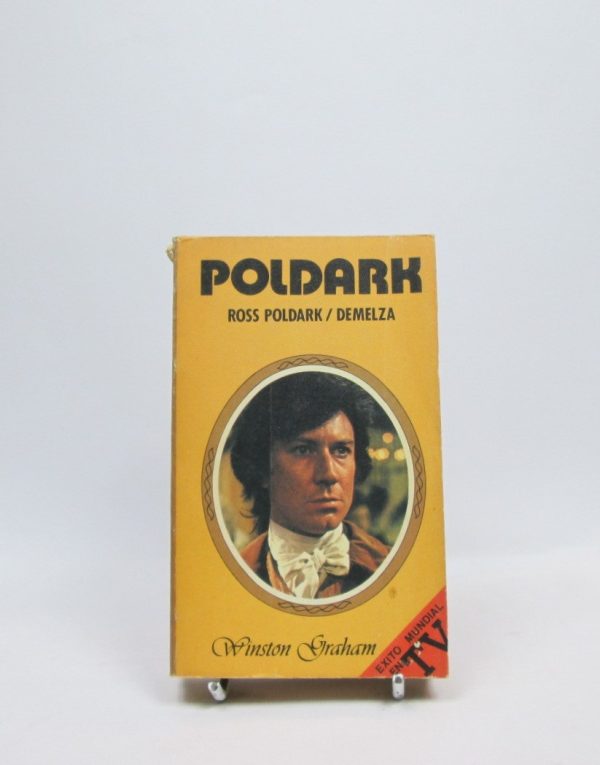 POLDARK
ROSS POLDARK / DEMELZA
Winston Graham
EXITO MUNDIAL
EN
TV